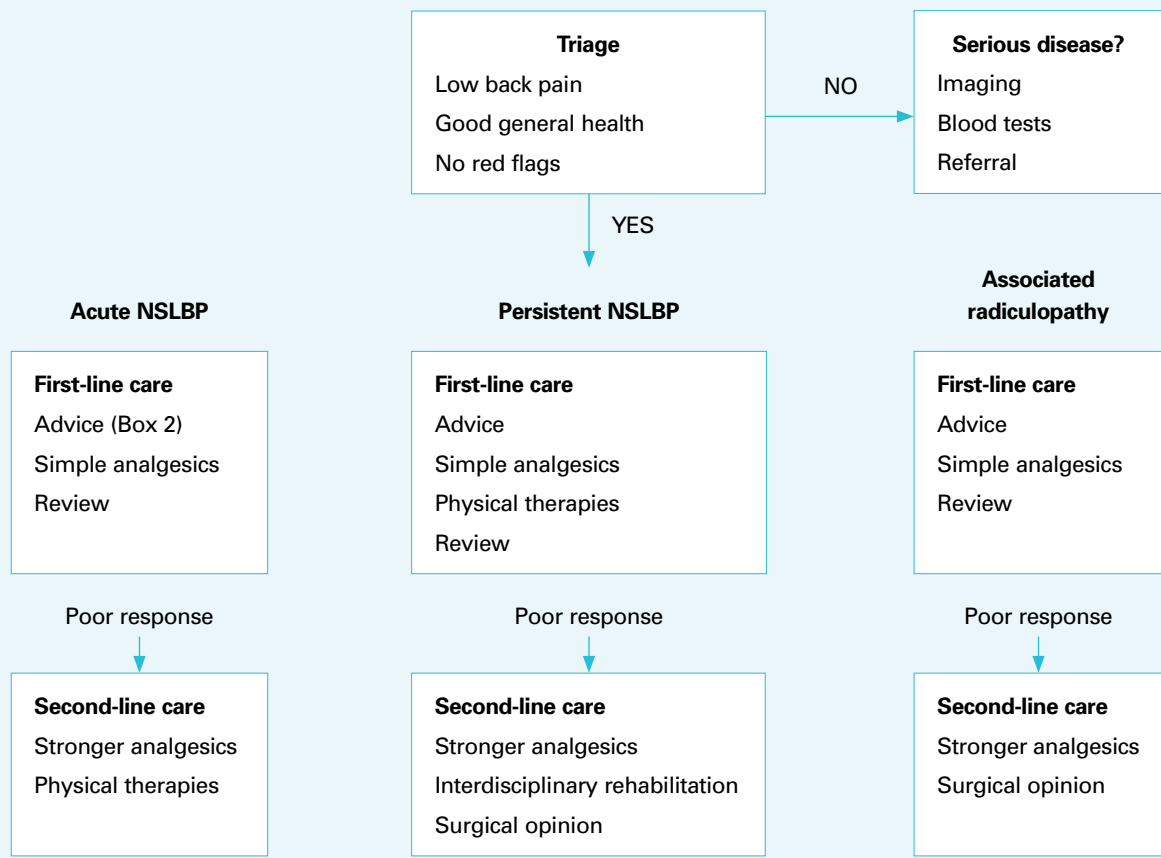 Triage
Low back pain
Good general health
No red flags
NO
Serious disease?
Imaging
Blood tests
Referral
YES
Acute NSLBP
First-line care
Advice (Box 2)
Simple analgesics
Review
Poor response
Second-line care
Stronger analgesics
Physical therapies
Persistent NSLBP
First-line care
Advice
Simple analgesics
Physical therapies
Review
Poor response
Second-line care
Stronger analgesics
Interdisciplinary rehabilitation
Surgical opinion
Associated
radiculopathy
First-line care
Advice
Simple analgesics
Review
Poor response
Second-line care
Stronger analgesics
Surgical opinion